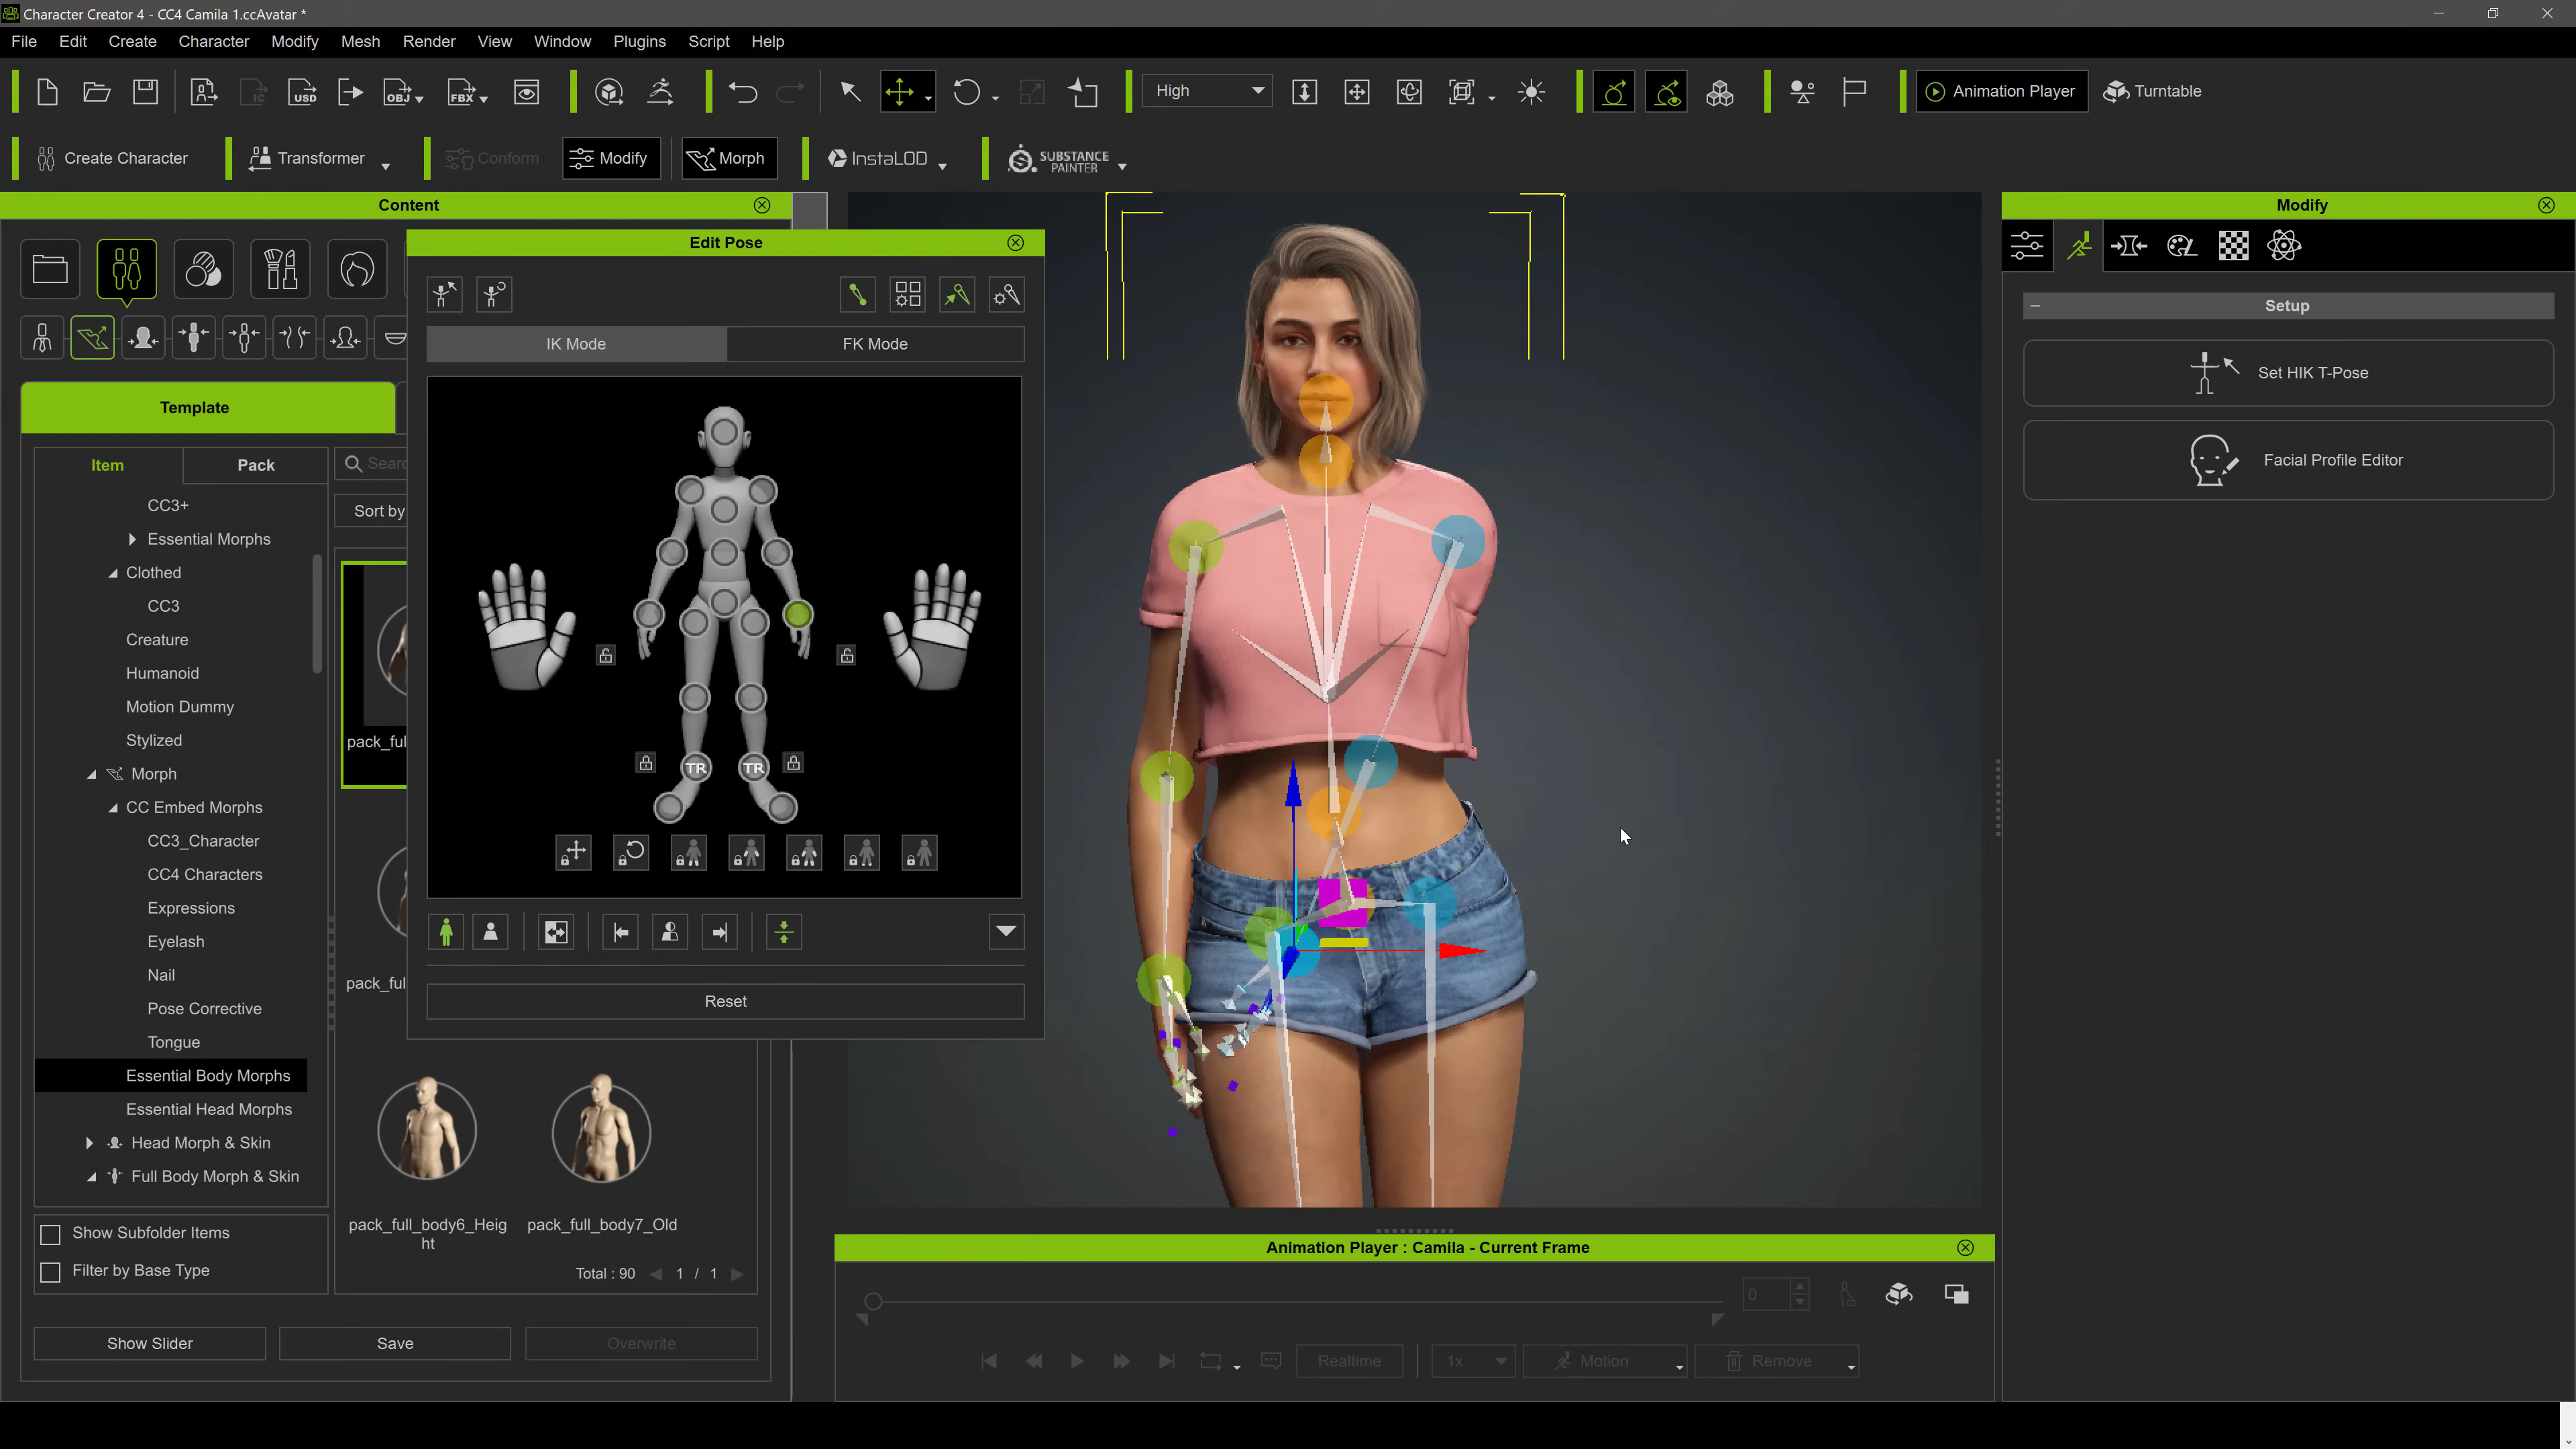 Character Creator 4 - CC4 Camila 1.ccAvatar *
File Edit Create Character Modify Mesh Render View Window Plugins Script Help
IC USD OBJ FBX High Animation Player Turntable
Create Character Transformer Conform Modify Morph InstaLOD SUBSTANCE PAINTER
Content
Edit Pose
IK Mode FK Mode
TR TR
Reset
Template
Item Pack
Sort by
CC3+
Essential Morphs
Clothed
CC3
Creature
Humanoid
Motion Dummy
Stylized
Morph
CC Embed Morphs
CC3_Character
CC4 Characters
Expressions
Eyelash
Nail
Pose Corrective
Tongue
Essential Body Morphs
Essential Head Morphs
Head Morph & Skin
Full Body Morph & Skin
Searc
pack_ful
pack_ful
pack_full_body6_Heig
ht
pack_full_body7_Old
Show Subfolder Items
Filter by Base Type
Total : 90 1 / 1
Show Slider Save Overwrite
Modify
Setup
Set HIK T-Pose
Facial Profile Editor
Animation Player : Camila - Current Frame
0
Realtime 1x Motion Remove